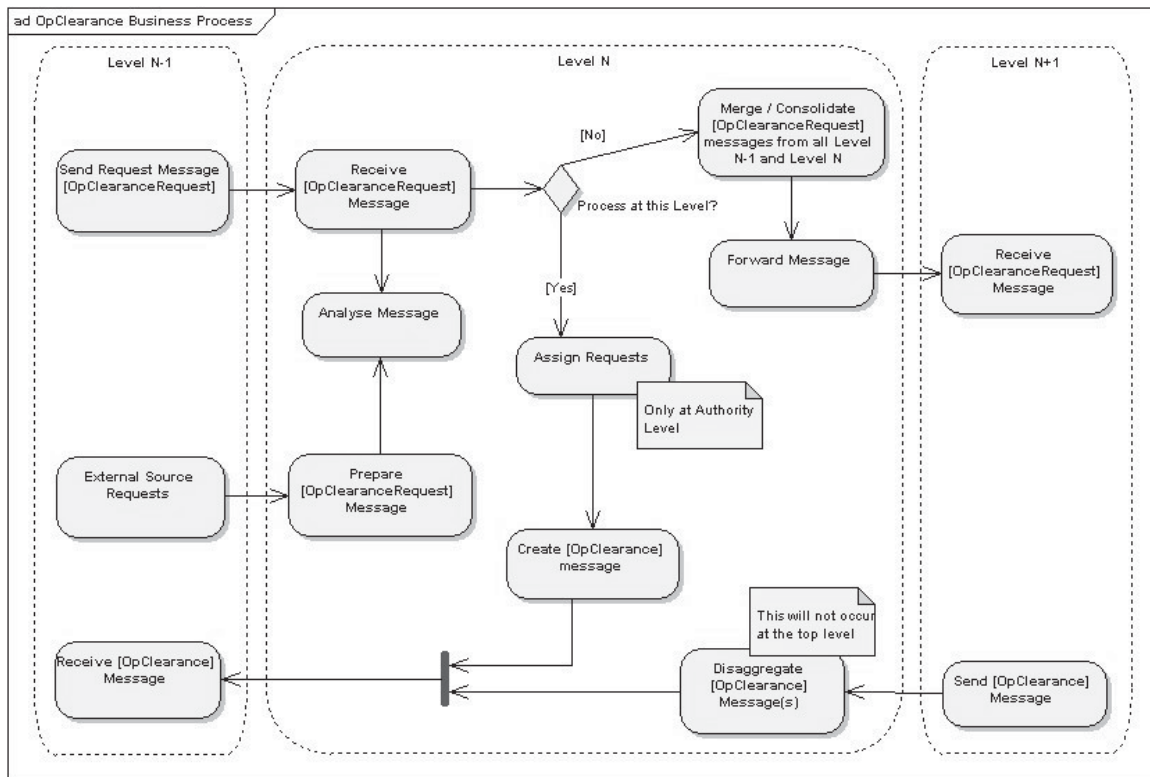 ad OpClearance Business Process
Level N-1
Level N
Level N+1
Merge / Consolidate
[OpClearanceRequest]
messages from all Level
N-1 and Level N
[No]
Send Request Message
[OpClearanceRequest]
Receive
[OpClearanceRequest]
Message
Process at this Level?
Forward Message
Receive
[OpClearanceRequest]
Message
[Yes]
Analyse Message
Assign Requests
Only at Authority
Level
External Source
Requests
Prepare
[OpClearanceRequest]
Message
Create [OpClearance]
message
This will not occur
at the top level
Receive [OpClearance]
Message
Disaggregate
[OpClearance]
Message(s)
Send [OpClearance]
Message